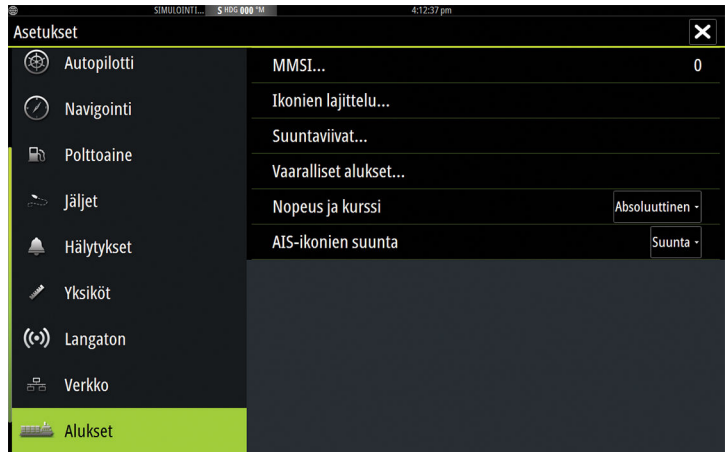 SIMULOINTI... S HDG 000 °M 4:12:37 pm
Asetukset
Autopilotti
Navigointi
Polttoaine
Jäljet
Hälytykset
Yksiköt
Langaton
Verkko
Alukset
MMSI... 0
Ikonien lajittelu...
Suuntaviivat...
Vaaralliset alukset...
Nopeus ja kurssi Absoluuttinen
AIS-ikonien suunta Suunta